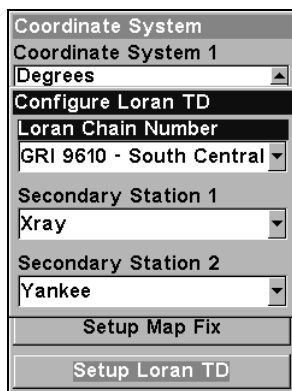 Coordinate System
Coordinate System 1
Degrees
Configure Loran TD
Loran Chain Number
GRI 9610 - South Central
Secondary Station 1
Xray
Secondary Station 2
Yankee
Setup Map Fix
Setup Loran TD